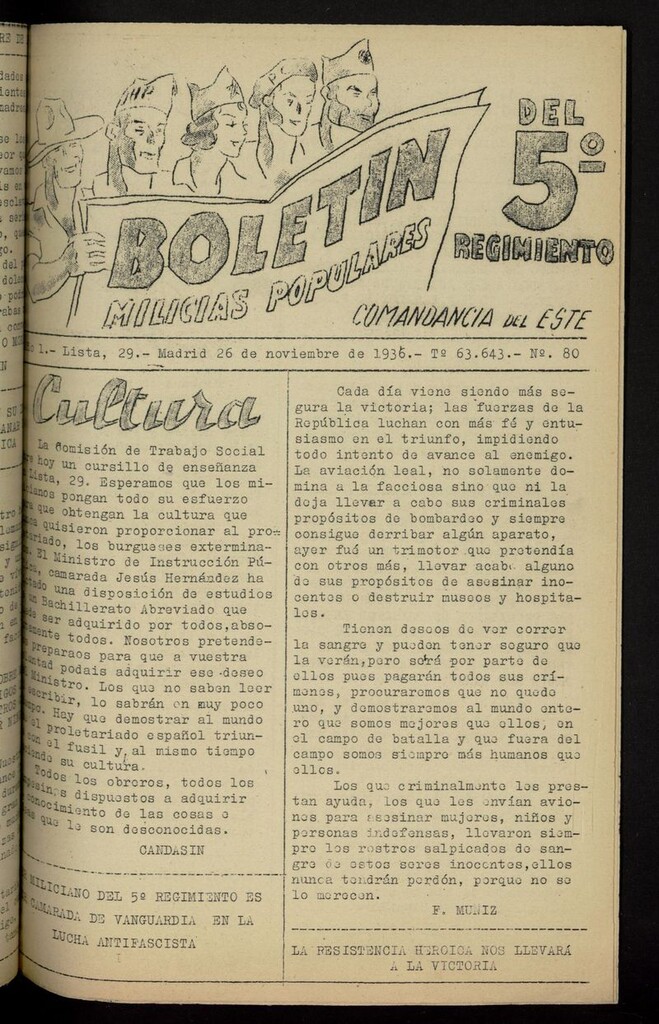 UHP
BOLETIN
MILICIAS POPULARES
DEL
5º
REGIMIENTO
COMANDANCIA DEL ESTE
1.- Lista, 29.- Madrid 26 de noviembre de 1936.- Tº 63.643.- Nº. 80
Cultura
La Comisión de Trabajo Social
hoy un cursillo de enseñanza
Lista, 29. Esperamos que los mi-
cianos pongan todo su esfuerzo
que obtengan la cultura que
quisieron proporcionar al pro-
tariado, los burgueses extermina-
El Ministro de Instrucción Pú-
camarada Jesús Hernández ha
tado una disposición de estudios
Bachillerato Abreviado que
de ser adquirido por todos,abso-
mente todos. Nosotros pretende-
preparaos para que a vuestra
ntad podais adquirir ese deseo
Ministro. Los que no saben leer
escribir, lo sabrán en muy poco
mpo. Hay que demostrar al mundo
el proletariado español triun-
con el fusil y,al mismo tiempo
su cultura.
Todos los obreros, todos los
dispuestos a adquirir
conocimiento de las cosas e
que le son desconocidas.
CANDASIN
MILICIANO DEL 5º REGIMIENTO ES
CAMARADA DE VANGUARDIA EN LA
LUCHA ANTIFASCISTA
Cada día viene siendo más se-
gura la victoria; las fuerzas de la
República luchan con más fé y entu-
siasmo en el triunfo, impidiendo
todo intento de avance al enemigo.
La aviación leal, no solamente do-
mina a la facciosa sino que ni la
deja llevar a cabo sus criminales
propósitos de bombardeo y siempre
consigue derribar algún aparato,
ayer fué un trimotor que pretendía
con otros más, llevar acabo alguno
de sus propósitos de asesinar ino-
centes o destruir museos y hospita-
les.
Tienen deseos de ver correr
la sangre y pueden tener seguro que
la verán,pero será por parte de
ellos pues pagarán todos sus crí-
menes, procuraremos que no quede
uno, y demostraremos al mundo ente-
ro que somos mejores que ellos, en
el campo de batalla y que fuera del
campo somos siempre más humanos que
ellos.
Los que criminalmente les pres-
tan ayuda, los que les envían avio-
nes para asesinar mujeres, niños y
personas indefensas, llevaron siem-
pre los rostros salpicados de san-
gre de estos seres inocentes,ellos
nunca tendrán perdón, porque no se
lo merecen.
F. MUÑIZ
LA RESISTENCIA HEROICA NOS LLEVARÁ
A LA VICTORIA